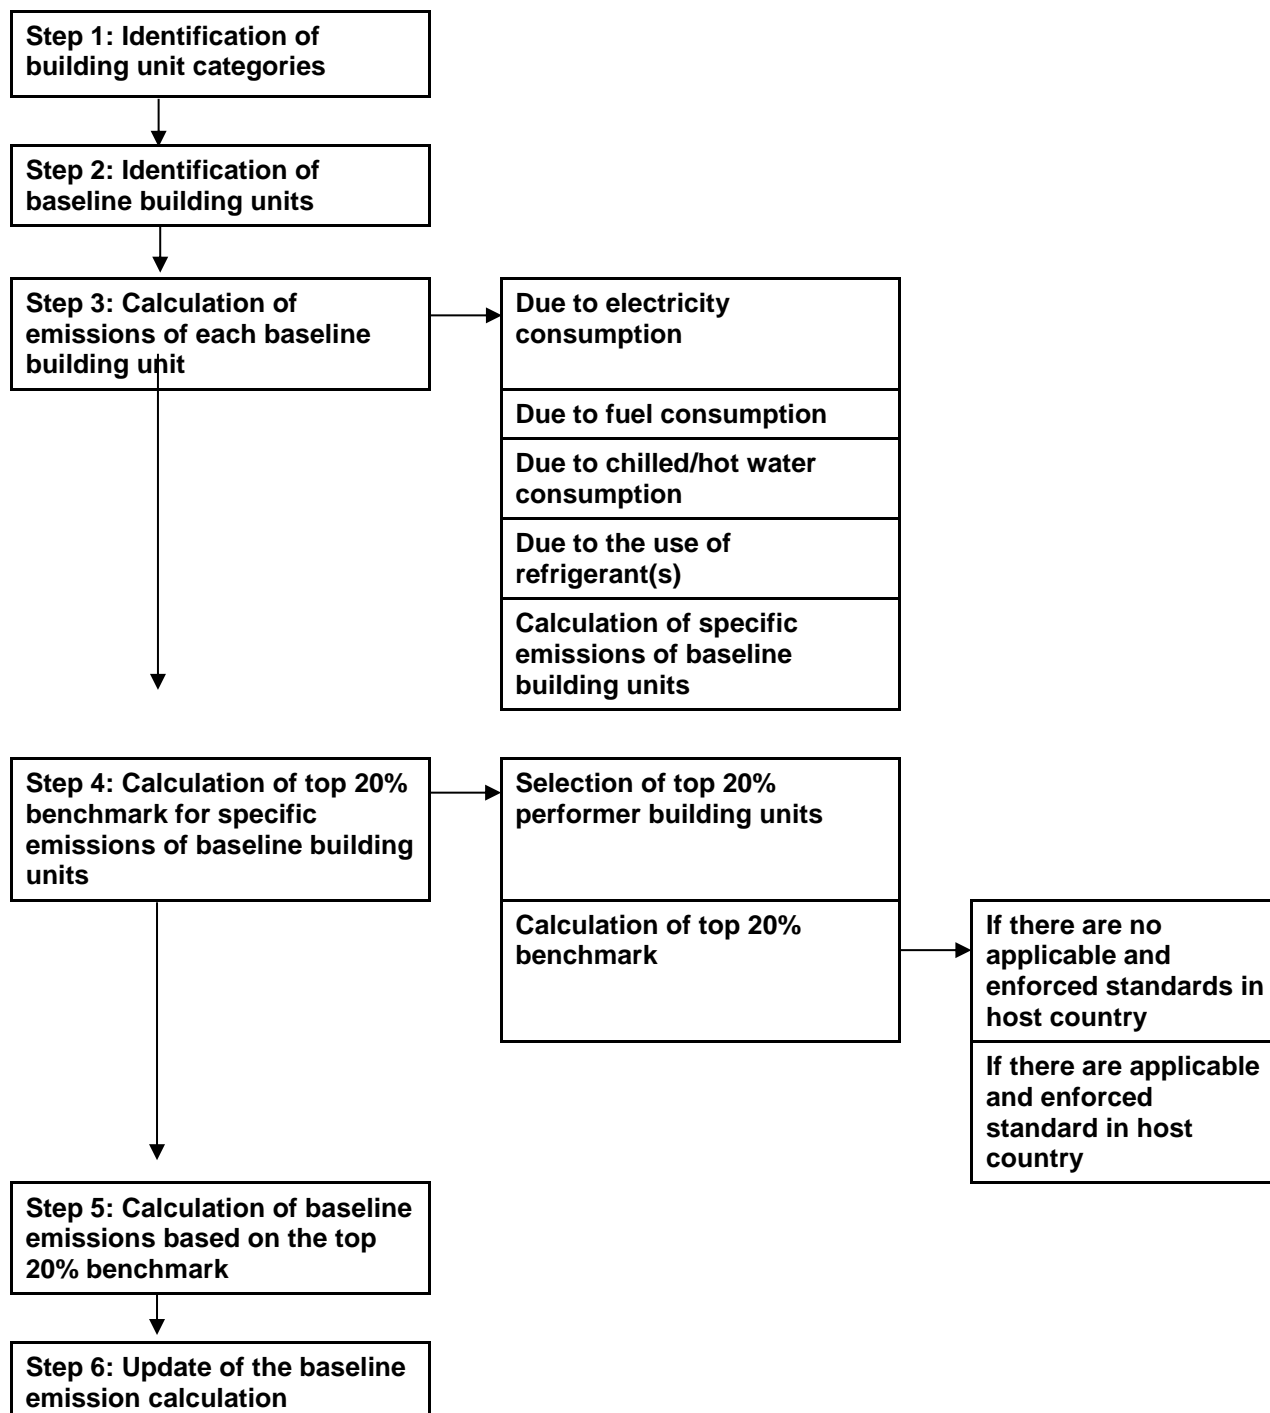 Step 1: Identification of
building unit categories
Step 2: Identification of
baseline building units
Step 3: Calculation of
emissions of each baseline
building unit
Due to electricity
consumption
Due to fuel consumption
Due to chilled/hot water
consumption
Due to the use of
refrigerant(s)
Calculation of specific
emissions of baseline
building units
Step 4: Calculation of top 20%
benchmark for specific
emissions of baseline building
units
Selection of top 20%
performer building units
Calculation of top 20%
benchmark
If there are no
applicable and
enforced standards in
host country
If there are applicable
and enforced
standard in host
country
Step 5: Calculation of baseline
emissions based on the top
20% benchmark
Step 6: Update of the baseline
emission calculation